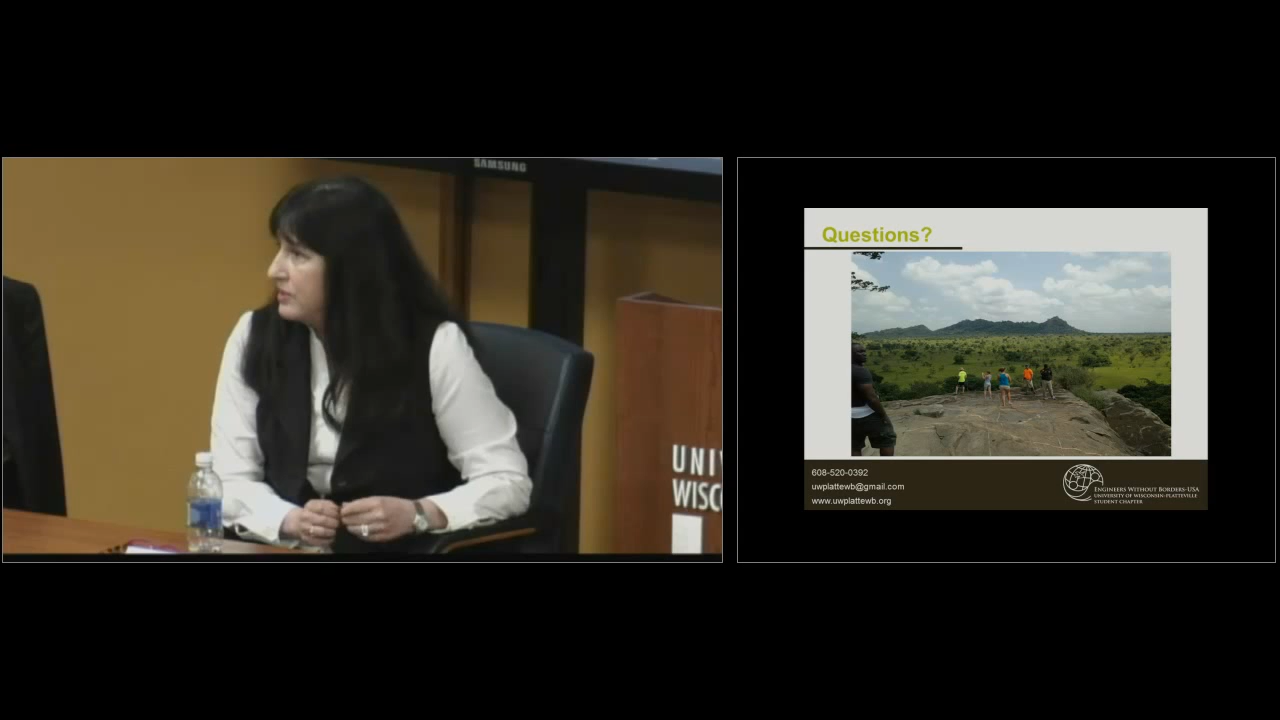 SAMSUNG
UNI
WISC
Questions?
608-520-0392
uwplattewb@gmail.com
www.uwplattewb.org
ENGINEERS WITHOUT BORDERS-USA
UNIVERSITY OF WISCONSIN-PLATTEVILLE
STUDENT CHAPTER